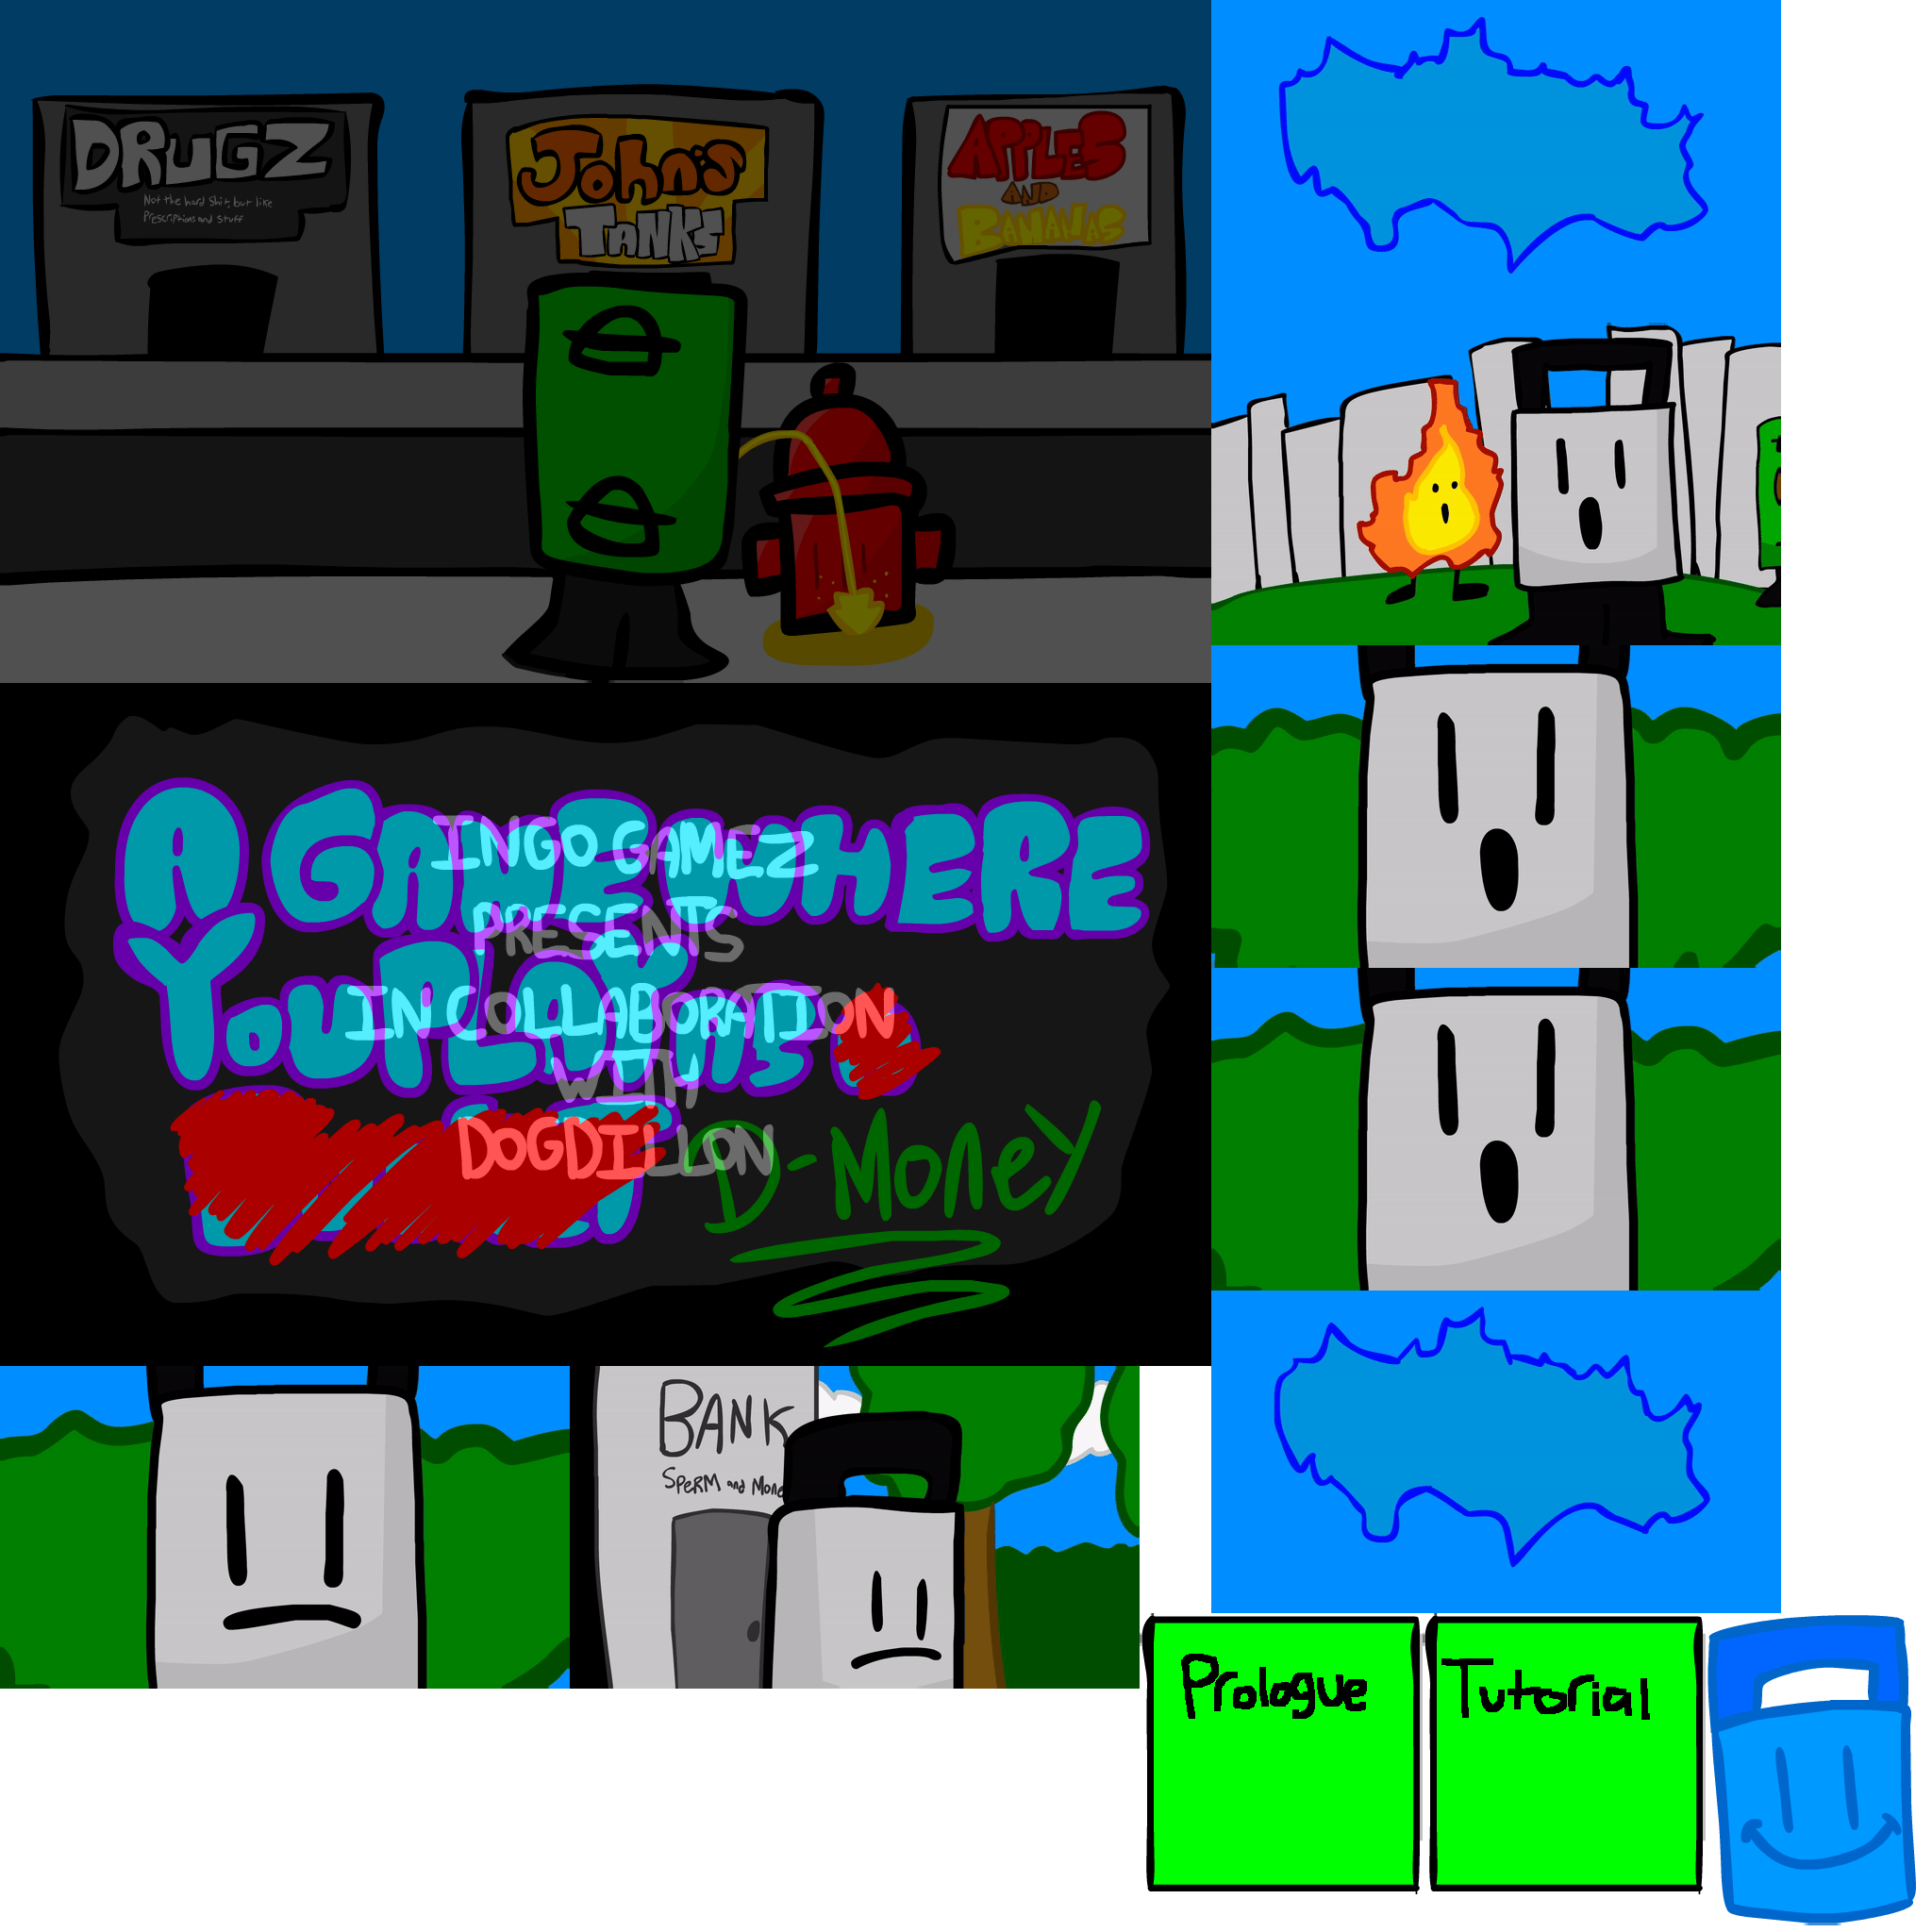 DRUGZ
Not the hard shit, but like
Prescriptions and stuff
John's
TANKS
APPLES
AND
BANANAS
A GAME WHERE
YOU PLAY AS
INGO GAMEZ
PRESENTS
IN COLLABORATION
WITH
DOGDILLON
D-MONEY
BANK
SPERM and Mone
Prologue
Tutorial